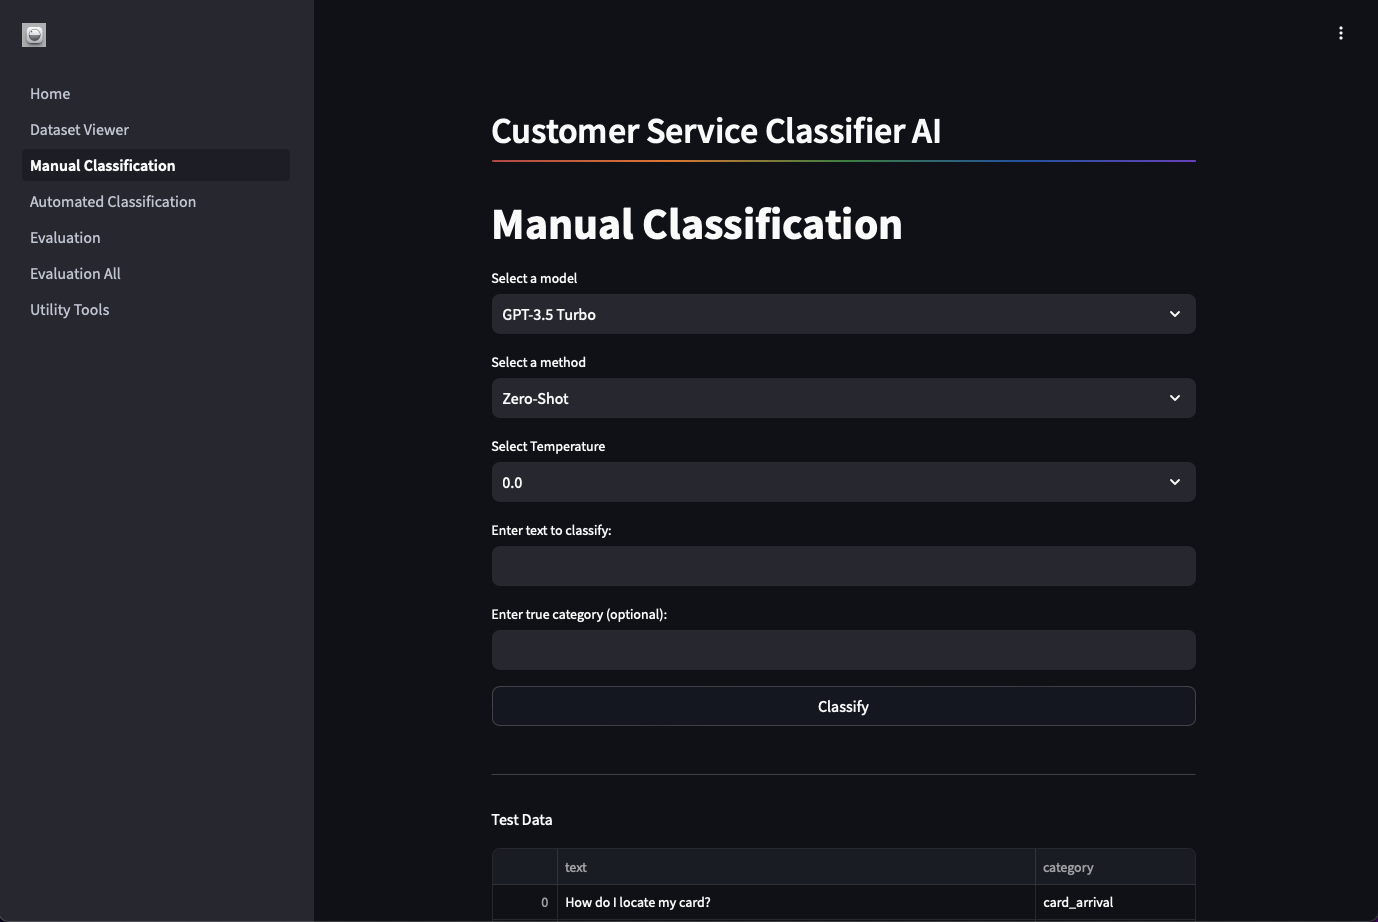 Home
Dataset Viewer
Manual Classification
Automated Classification
Evaluation
Evaluation All
Utility Tools
Customer Service Classifier AI
Manual Classification
Select a model
GPT-3.5 Turbo
Select a method
Zero-Shot
Select Temperature
0.0
Enter text to classify:
Enter true category (optional):
Classify
Test Data
text category
0 How do I locate my card? card_arrival